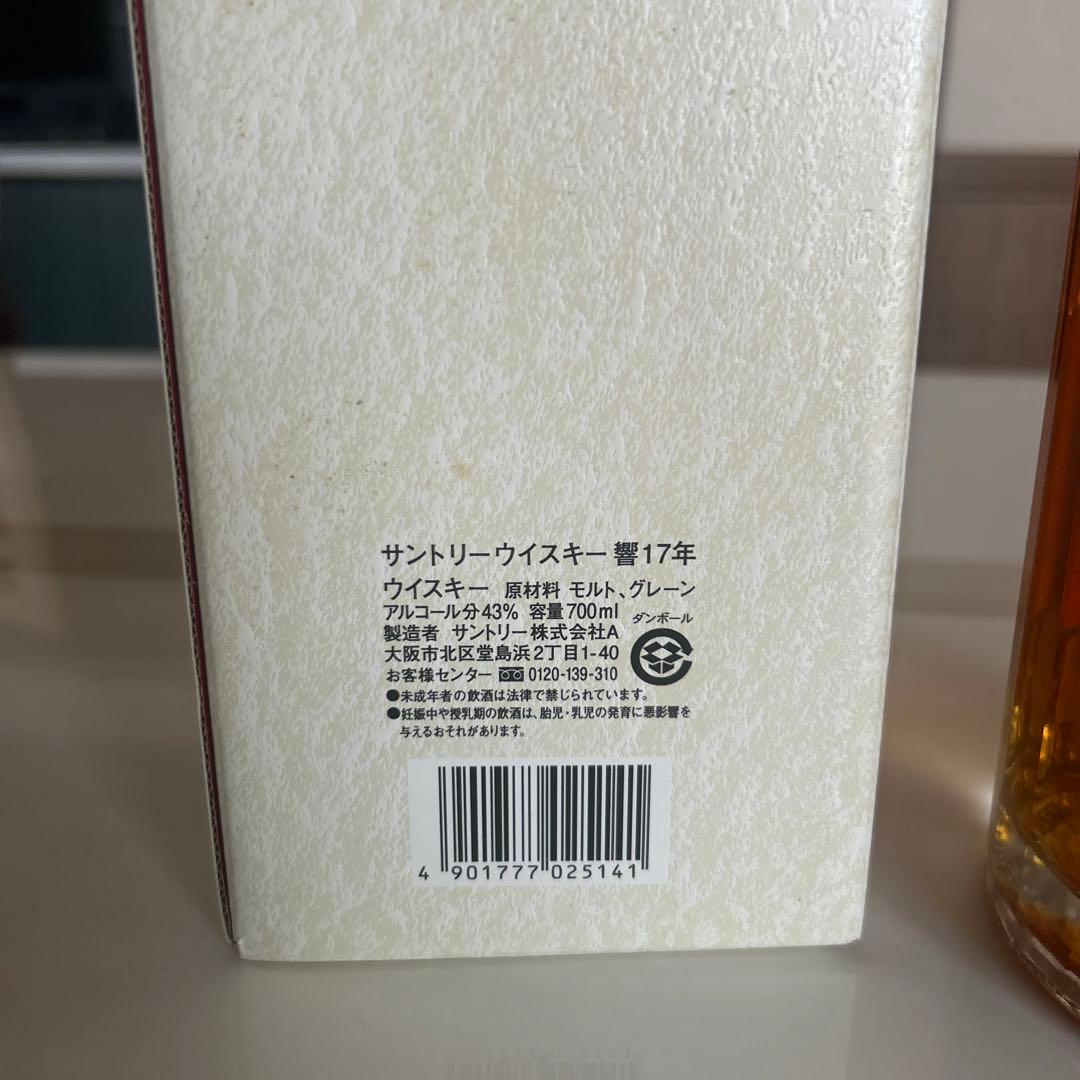 サントリーウイスキー 響17年
ウイスキー 原材料 モルト、グレーン
アルコール分43% 容量700ml
ダンボール
製造者 サントリー株式会社A
大阪市北区堂島浜2丁目1-40
お客様センター 0120-139-310
●未成年者の飲酒は法律で禁じられています。
●妊娠中や授乳期の飲酒は、胎児・乳児の発育に悪影響を
与えるおそれがあります。
4 901777 025141